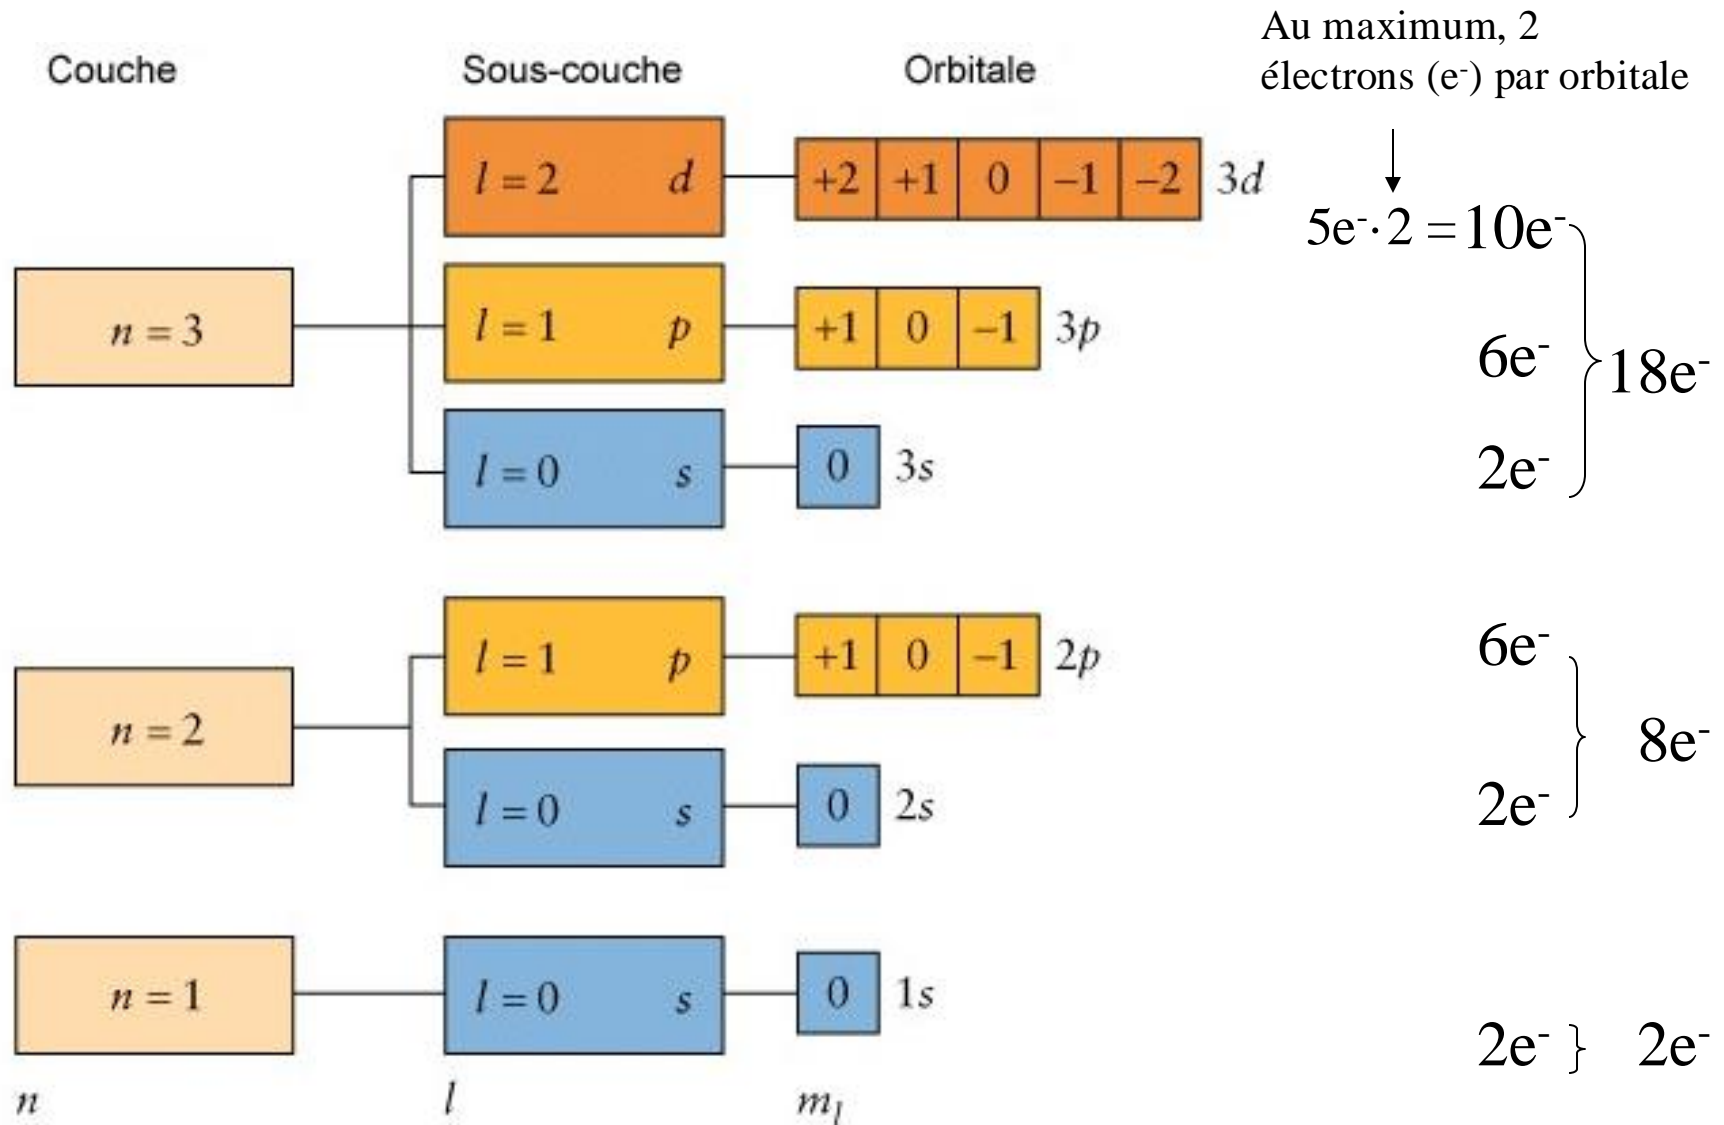 Au maximum, 2
électrons (e⁻) par orbitale
Couche Sous-couche Orbitale
l = 2 d +2 +1 0 –1 –2 3d
5e⁻·2 = 10e⁻
n = 3 l = 1 p +1 0 –1 3p 6e⁻ 18e⁻
l = 0 s 0 3s 2e⁻
l = 1 p +1 0 –1 2p 6e⁻
n = 2 8e⁻
l = 0 s 0 2s 2e⁻
n = 1 l = 0 s 0 1s
2e⁻ 2e⁻
n l mₗ